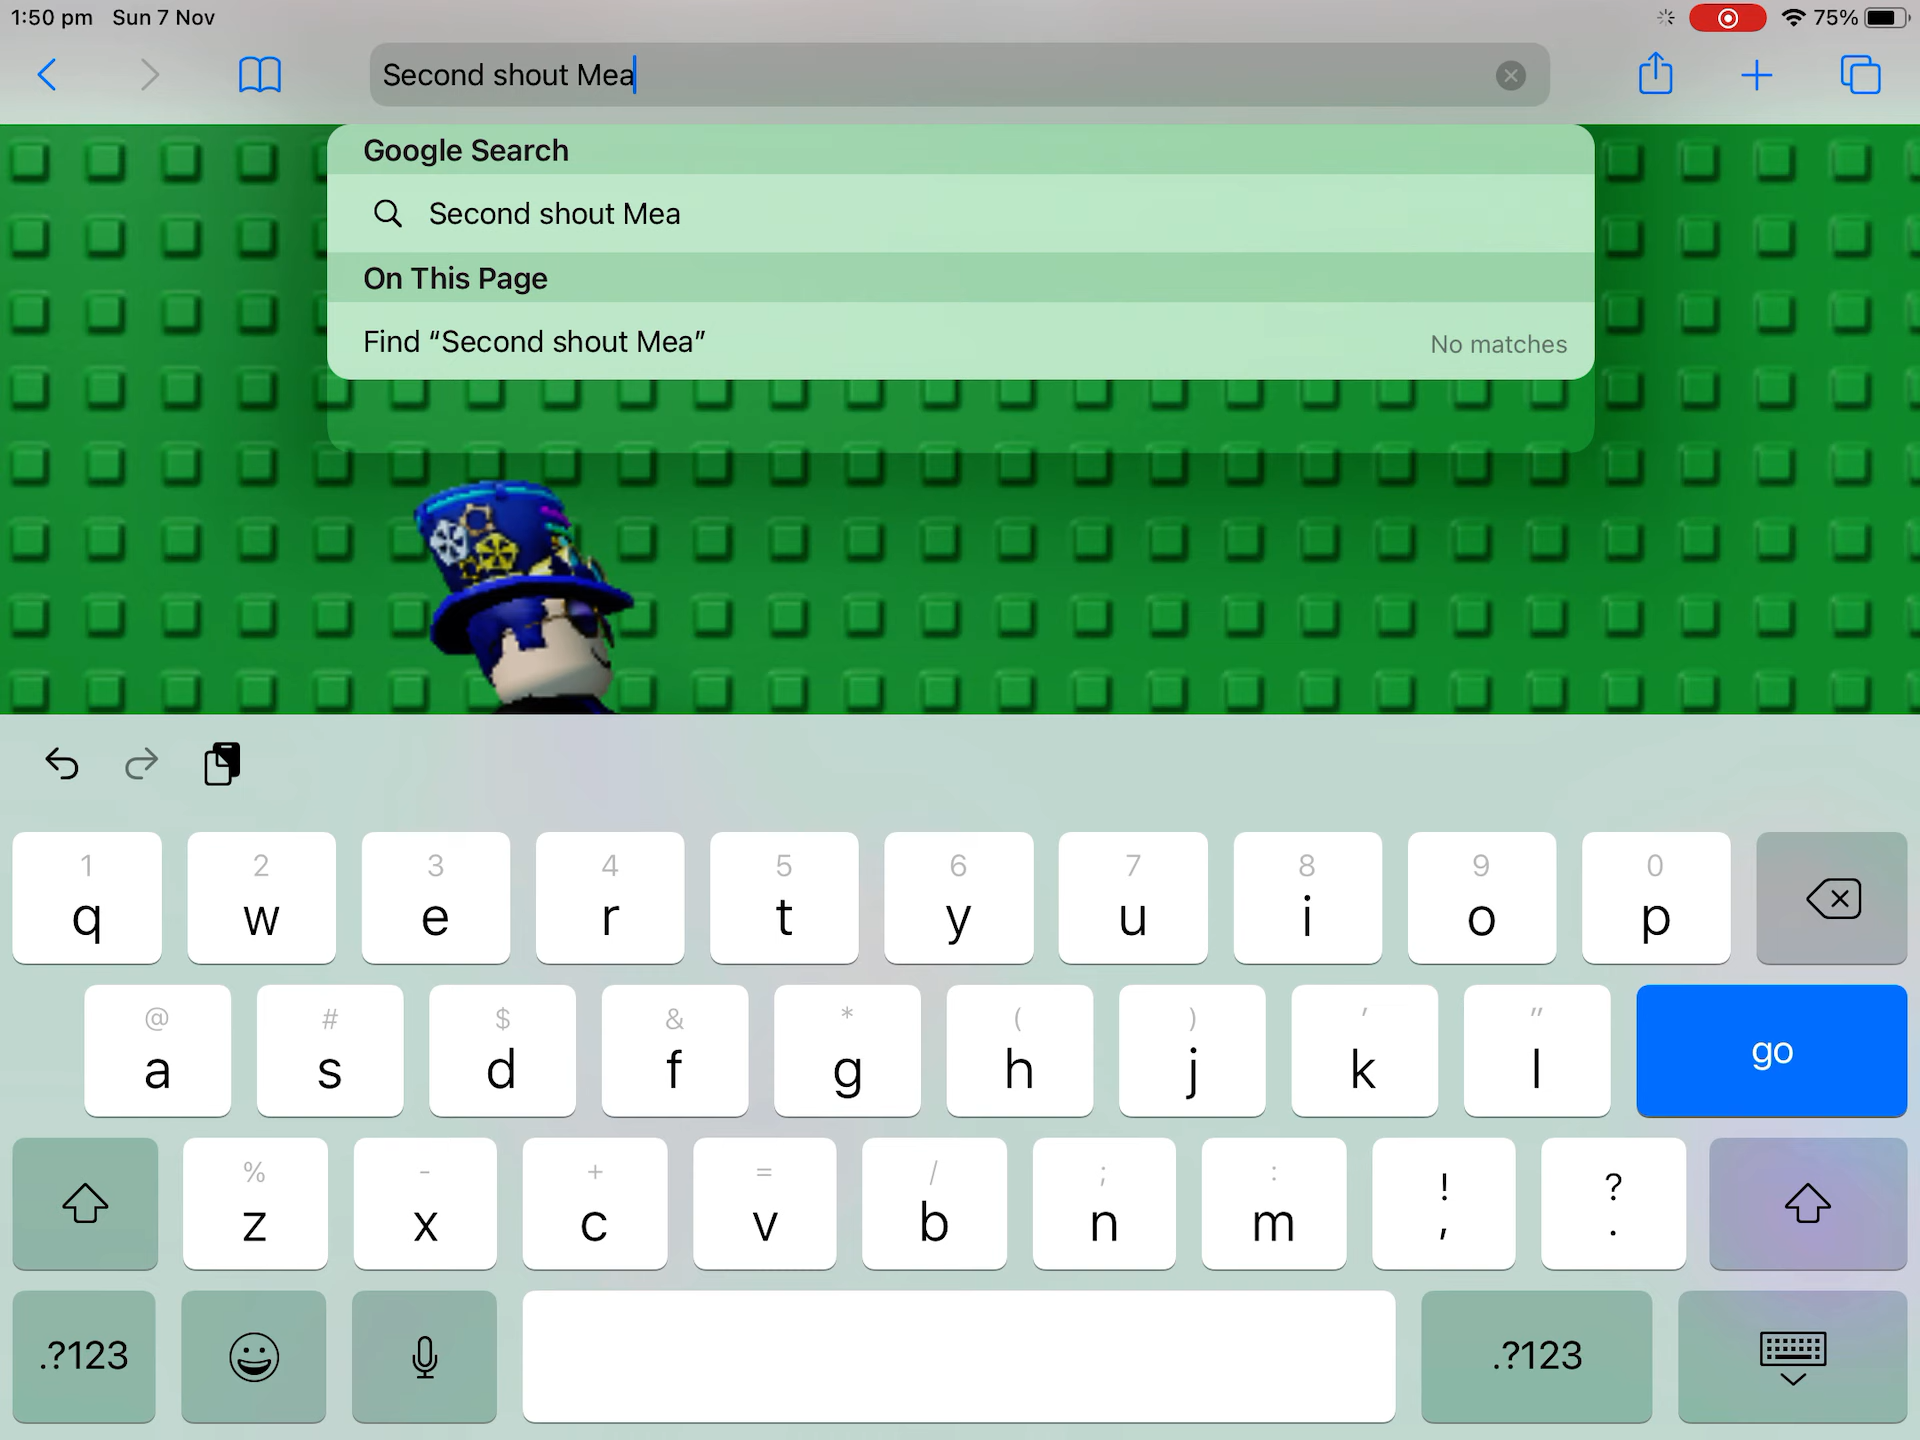 1:50 pm Sun 7 Nov 75%
Second shout Mea
Google Search
Second shout Mea
On This Page
Find “Second shout Mea” No matches
1 2 3 4 5 6 7 8 9 0
q w e r t y u i o p
@ # $ & * ( ) ' "
a s d f g h j k l go
% - + = / ; : ! ?
z x c v b n m , .
.?123 .?123